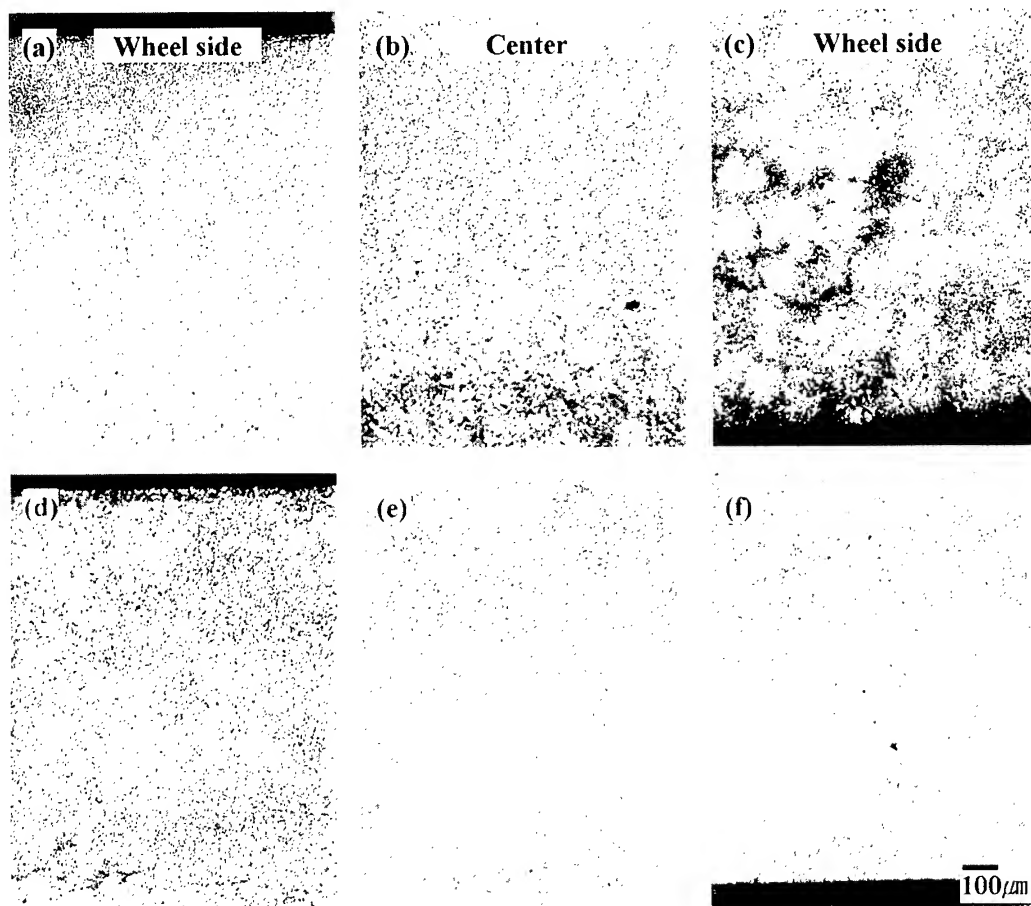 (a) Wheel side
(b) Center
(c) Wheel side
(d)
(e)
(f)
100μm